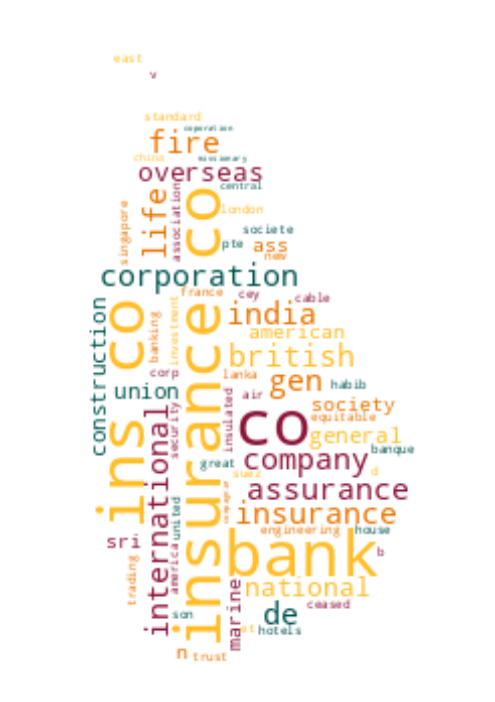 east
v
standard
corporation
fire
china
missionary
overseas
central
life
association
insurance co
london
singapore
societe
pte
ass
new
corporation
france
cey
cable
construction
ins co
banking
investment
india
american
british
corp
lanka
gen
habib
union
air
insulated
society
equitable
international
security
co
general
banque
great
company
suez
d
assurance
united
insurance
engineering
house
sri
america
bank
b
trading
national
marine
ceased
son
de
et
hotels
n
trust